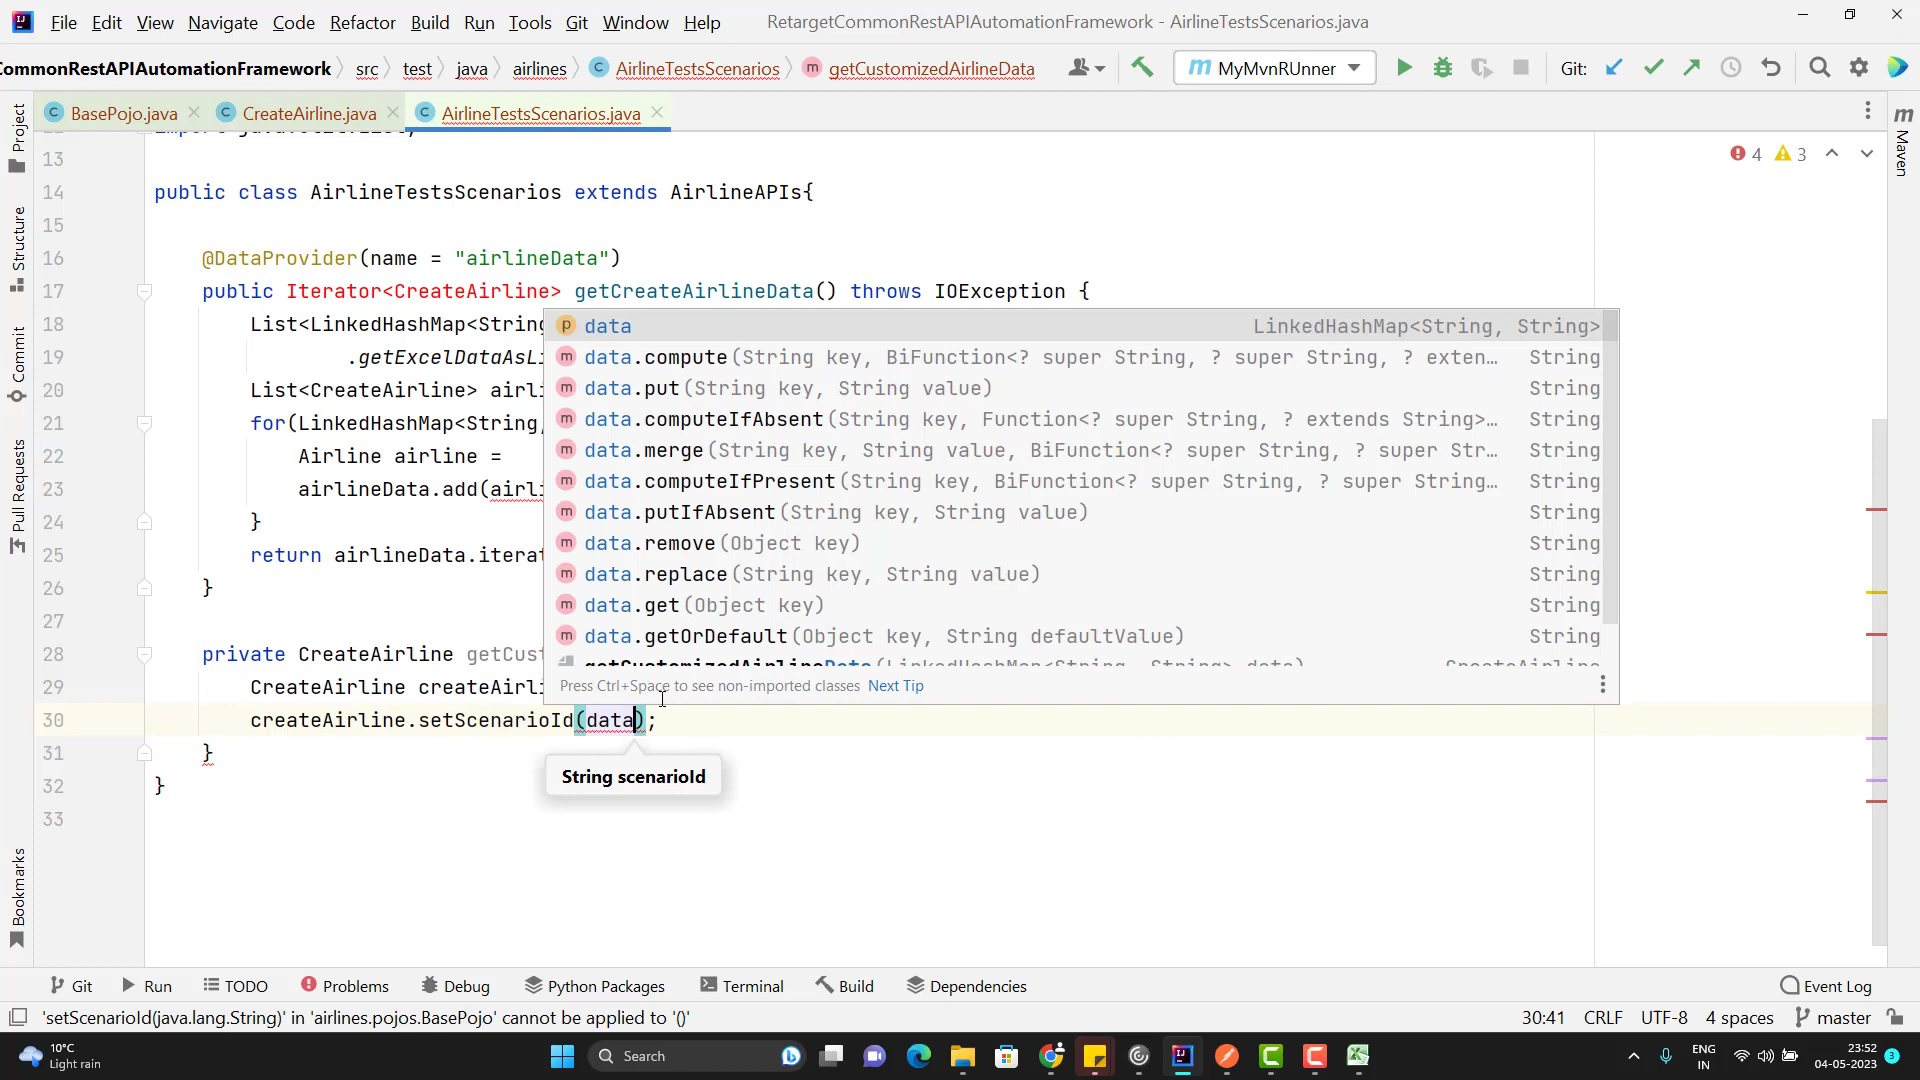 File Edit View Navigate Code Refactor Build Run Tools Git Window Help RetargetCommonRestAPIAutomationFramework - AirlineTestsScenarios.java
CommonRestAPIAutomationFramework src test java airlines AirlineTestsScenarios getCustomizedAirlineData MyMvnRUnner Git:
BasePojo.java CreateAirline.java AirlineTestsScenarios.java
4 3
13
14 public class AirlineTestsScenarios extends AirlineAPIs{
15
16 @DataProvider(name = "airlineData")
17 public Iterator<CreateAirline> getCreateAirlineData() throws IOException {
18 List<LinkedHashMap<String
19 .getExcelDataAsLi
20 List<CreateAirline> airli
21 for(LinkedHashMap<String,
22 Airline airline =
23 airlineData.add(airli
24 }
25 return airlineData.iterat
26 }
27
28 private CreateAirline getCust
29 CreateAirline createAirli
30 createAirline.setScenarioId(data);
31 }
32 }
33
data LinkedHashMap<String, String>
data.compute(String key, BiFunction<? super String, ? super String, ? exten... String
data.put(String key, String value) String
data.computeIfAbsent(String key, Function<? super String, ? extends String>... String
data.merge(String key, String value, BiFunction<? super String, ? super Str... String
data.computeIfPresent(String key, BiFunction<? super String, ? super String... String
data.putIfAbsent(String key, String value) String
data.remove(Object key) String
data.replace(String key, String value) String
data.get(Object key) String
data.getOrDefault(Object key, String defaultValue) String
getCustomizedAirlineData(LinkedHashMap<String, String> data) CreateAirline
Press Ctrl+Space to see non-imported classes Next Tip
String scenarioId
Project
Structure
Commit
Pull Requests
Bookmarks
m
Maven
Git Run TODO Problems Debug Python Packages Terminal Build Dependencies Event Log
'setScenarioId(java.lang.String)' in 'airlines.pojos.BasePojo' cannot be applied to '()' 30:41 CRLF UTF-8 4 spaces master
10°C
Light rain
Search
ENG
IN
23:52
04-05-2023
3